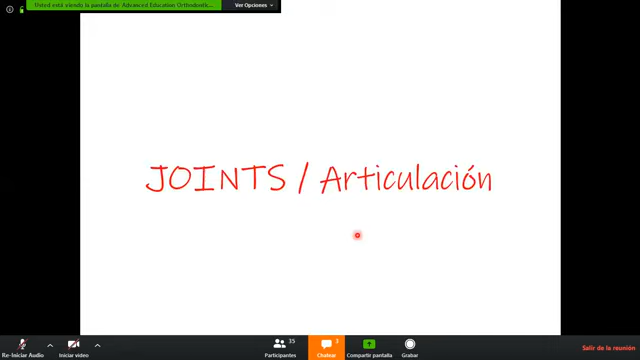 Usted está viendo la pantalla de Advanced Education Orthodontic...
Ver Opciones
JOINTS / Articulación
35
3
Re-Iniciar Audio
Iniciar video
Participantes
Chatear
Compartir pantalla
Grabar
Salir de la reunión